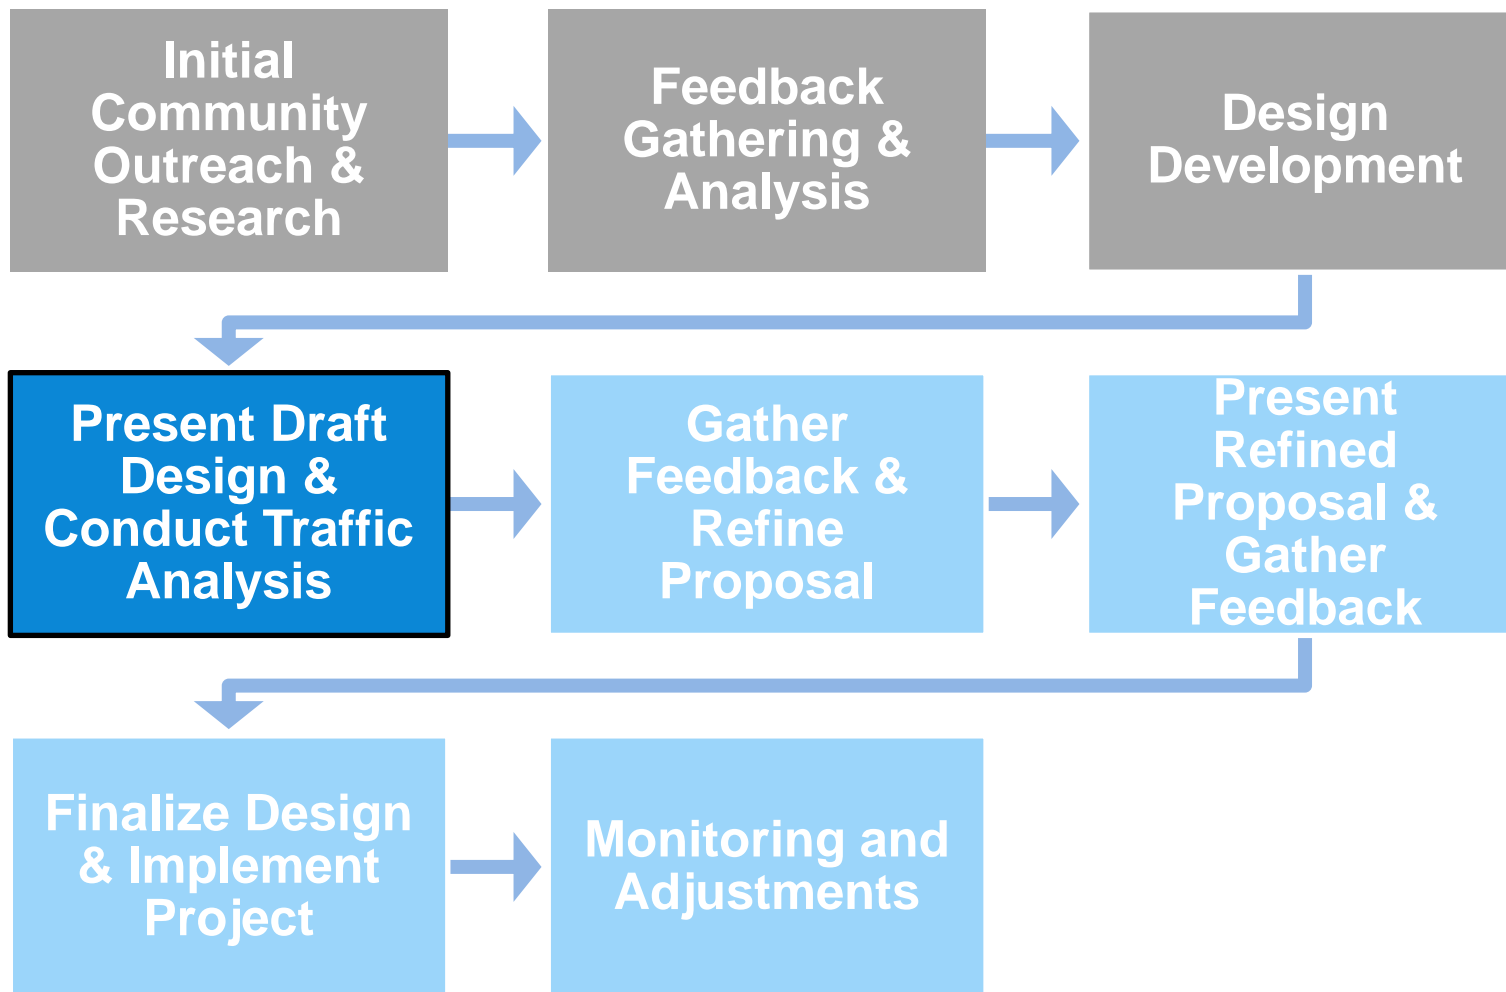 Initial
Community
Outreach &
Research
Feedback
Gathering &
Analysis
Design
Development
Present Draft
Design &
Conduct Traffic
Analysis
Gather
Feedback &
Refine
Proposal
Present
Refined
Proposal &
Gather
Feedback
Finalize Design
& Implement
Project
Monitoring and
Adjustments